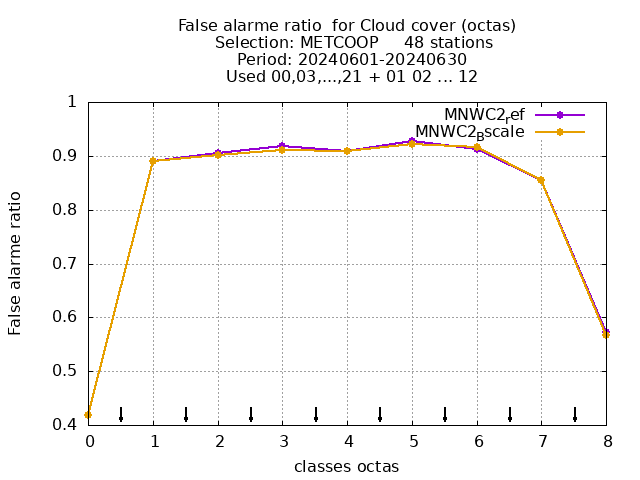 False alarme ratio  for Cloud cover (octas)
Selection: METCOOP     48 stations
Period: 20240601-20240630
Used 00,03,...,21 + 01 02 ... 12
MNWC2_ref
MNWC2_Bscale
1
0.9
0.8
0.7
0.6
0.5
0.4
False alarme ratio
0 1 2 3 4 5 6 7 8
classes octas